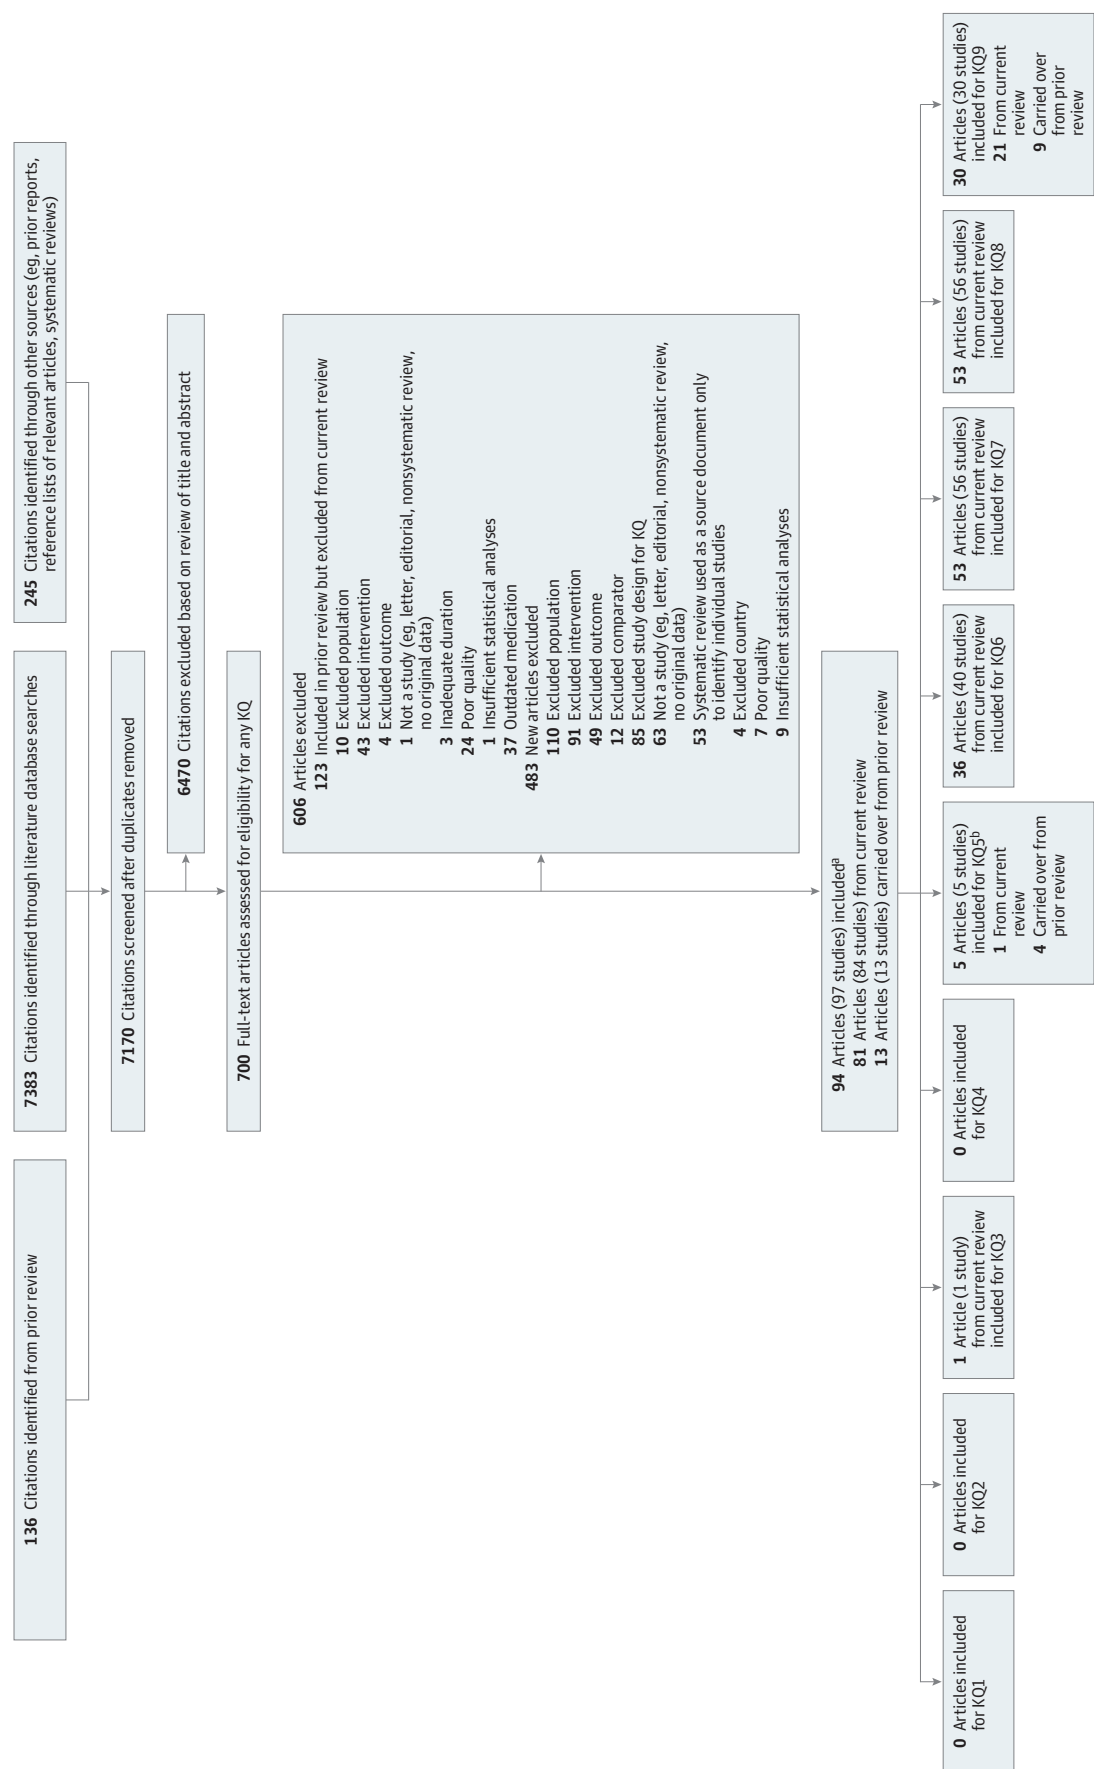 136 Citations identified from prior review
7383 Citations identified through literature database searches
245 Citations identified through other sources (eg, prior reports,
reference lists of relevant articles, systematic reviews)
7170 Citations screened after duplicates removed
6470 Citations excluded based on review of title and abstract
700 Full-text articles assessed for eligibility for any KQ
606 Articles excluded
123 Included in prior review but excluded from current review
10 Excluded population
43 Excluded intervention
4 Excluded outcome
1 Not a study (eg, letter, editorial, nonsystematic review,
no original data)
3 Inadequate duration
24 Poor quality
1 Insufficient statistical analyses
37 Outdated medication
483 New articles excluded
110 Excluded population
91 Excluded intervention
49 Excluded outcome
12 Excluded comparator
85 Excluded study design for KQ
63 Not a study (eg, letter, editorial, nonsystematic review,
no original data)
53 Systematic review used as a source document only
to identify individual studies
4 Excluded country
7 Poor quality
9 Insufficient statistical analyses
94 Articles (97 studies) includedᵃ
81 Articles (84 studies) from current review
13 Articles (13 studies) carried over from prior review
0 Articles included
for KQ1
0 Articles included
for KQ2
1 Article (1 study)
from current review
included for KQ3
0 Articles included
for KQ4
5 Articles (5 studies)
included for KQ5ᵇ
1 From current
review
4 Carried over from
prior review
36 Articles (40 studies)
from current review
included for KQ6
53 Articles (56 studies)
from current review
included for KQ7
53 Articles (56 studies)
from current review
included for KQ8
30 Articles (30 studies)
included for KQ9
21 From current
review
9 Carried over
from prior
review